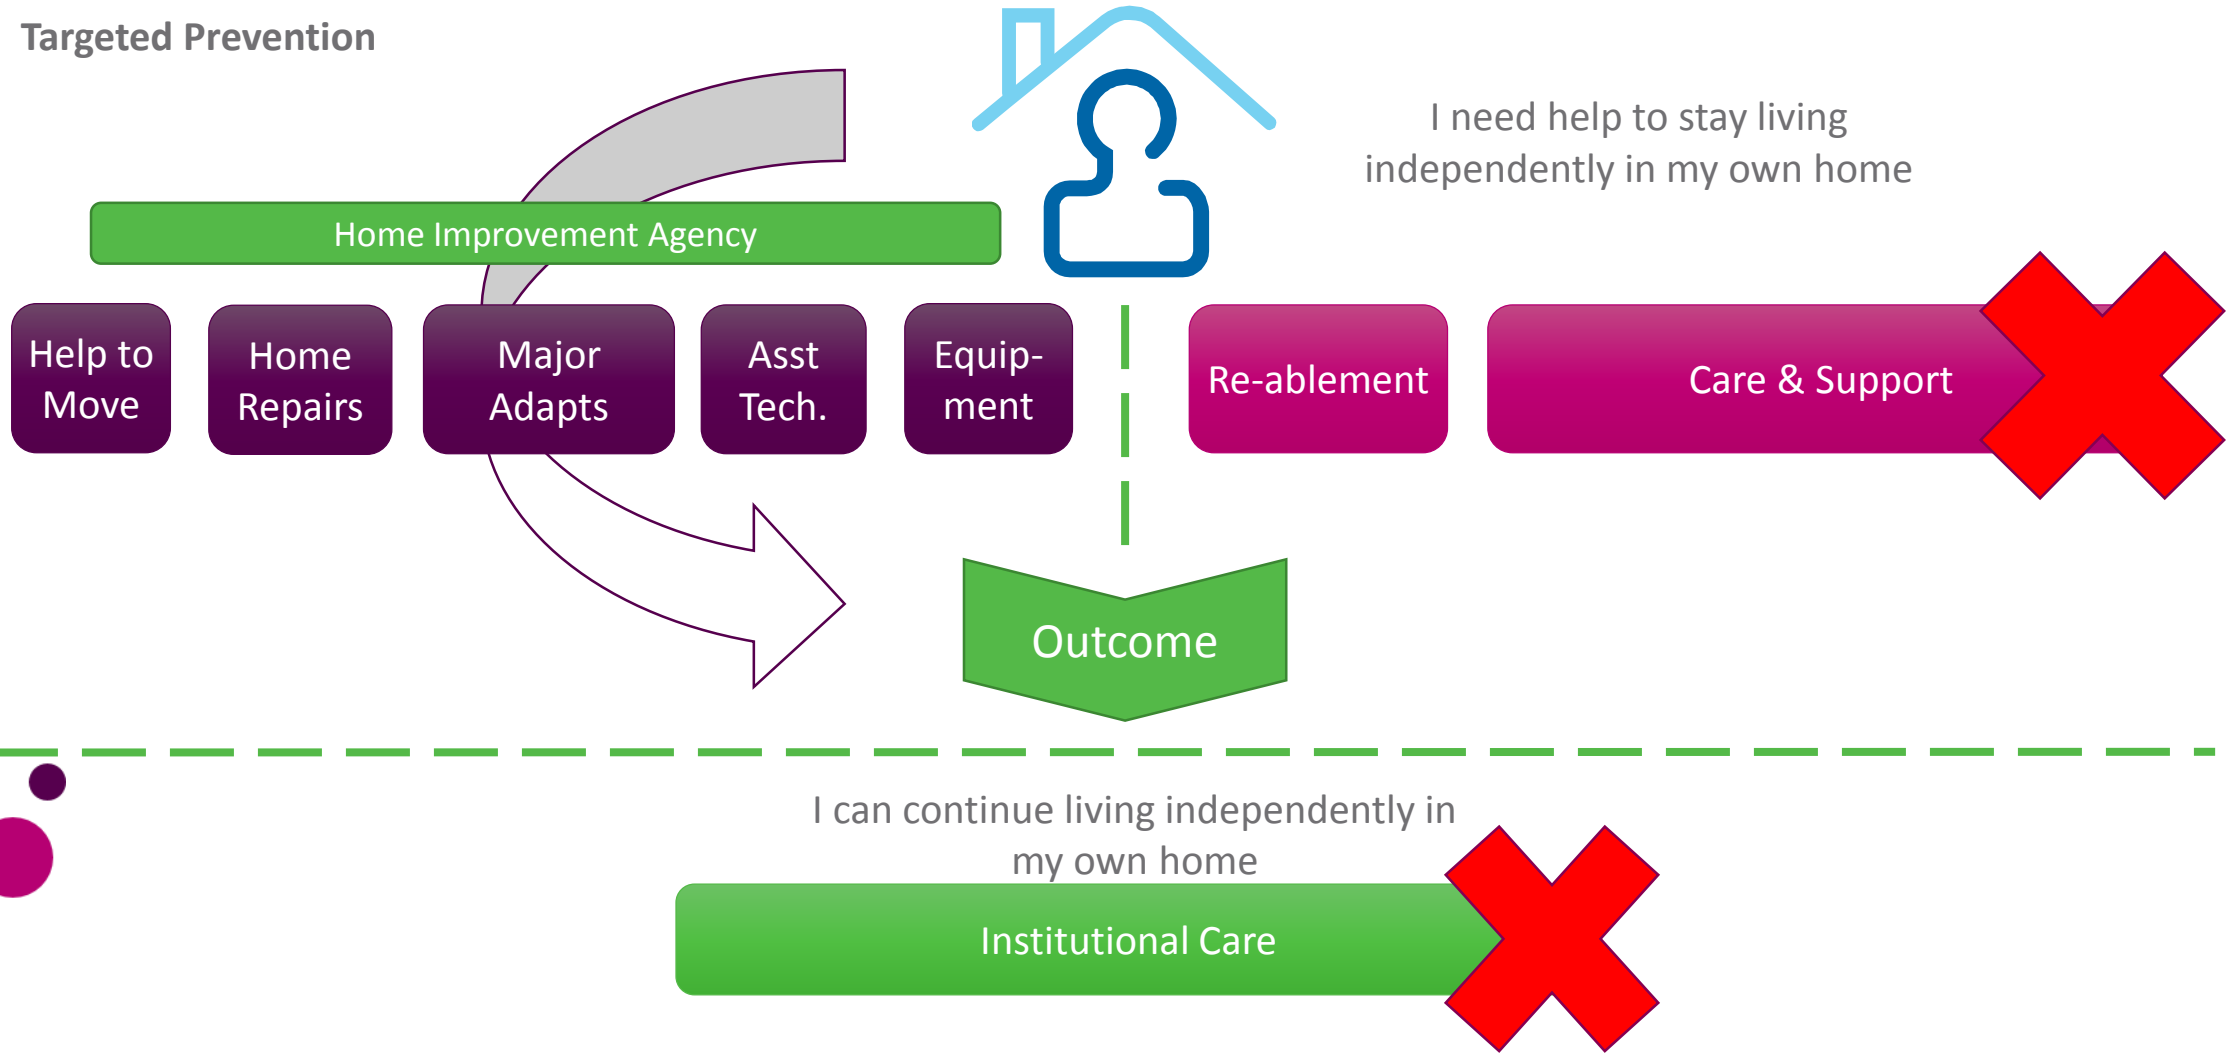 Targeted Prevention
I need help to stay living
independently in my own home
Home Improvement Agency
Help to
Move
Home
Repairs
Major
Adapts
Asst
Tech.
Equip-
ment
Re-ablement
Care & Support
Outcome
I can continue living independently in
my own home
Institutional Care